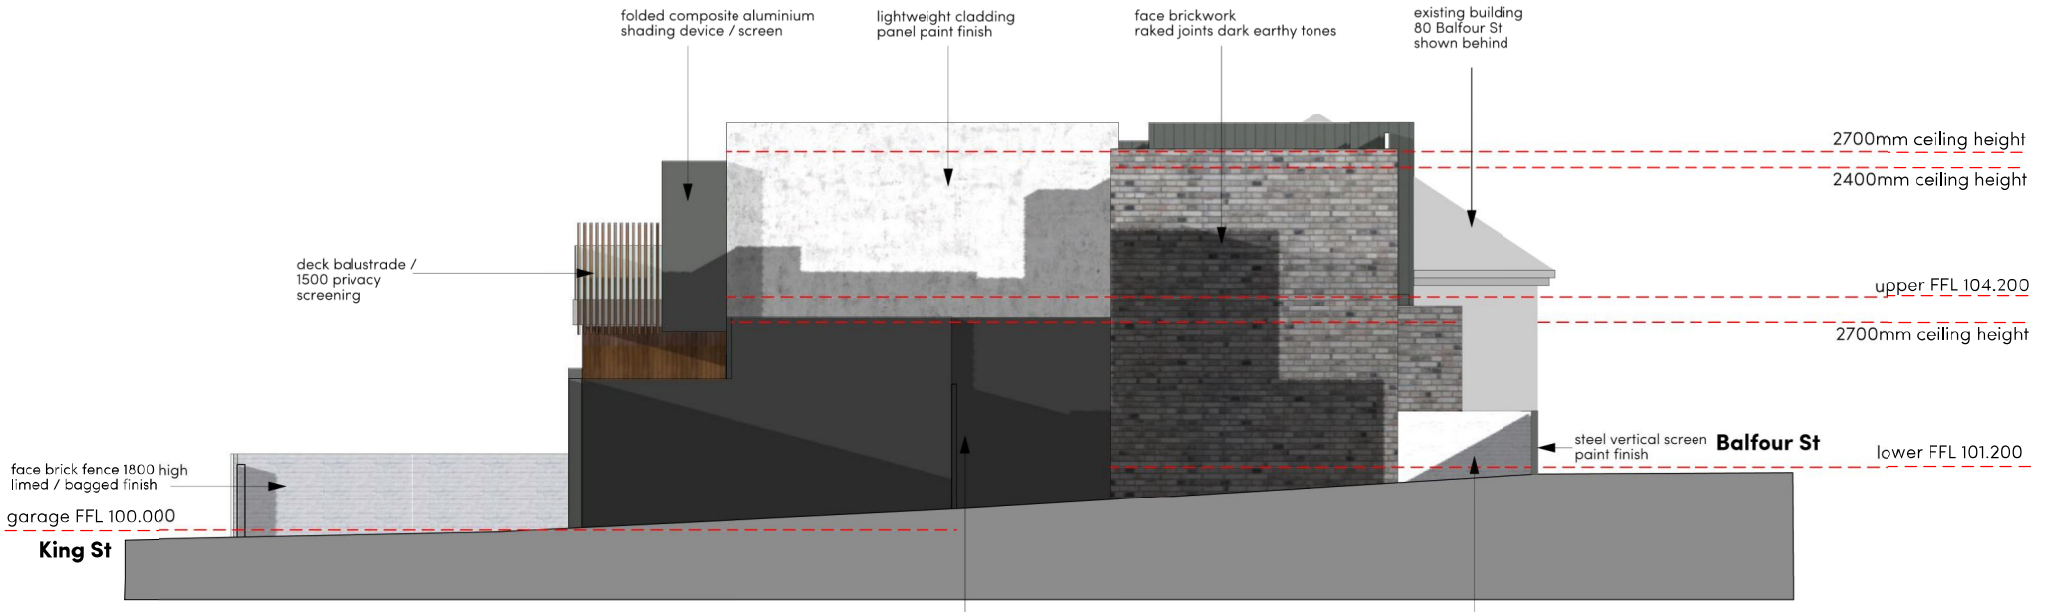 folded composite aluminium
shading device / screen
lightweight cladding
panel paint finish
face brickwork
raked joints dark earthy tones
existing building
80 Balfour St
shown behind
2700mm ceiling height
2400mm ceiling height
deck balustrade /
1500 privacy
screening
upper FFL 104.200
2700mm ceiling height
steel vertical screen
paint finish
Balfour St
lower FFL 101.200
face brick fence 1800 high
limed / bagged finish
garage FFL 100.000
King St